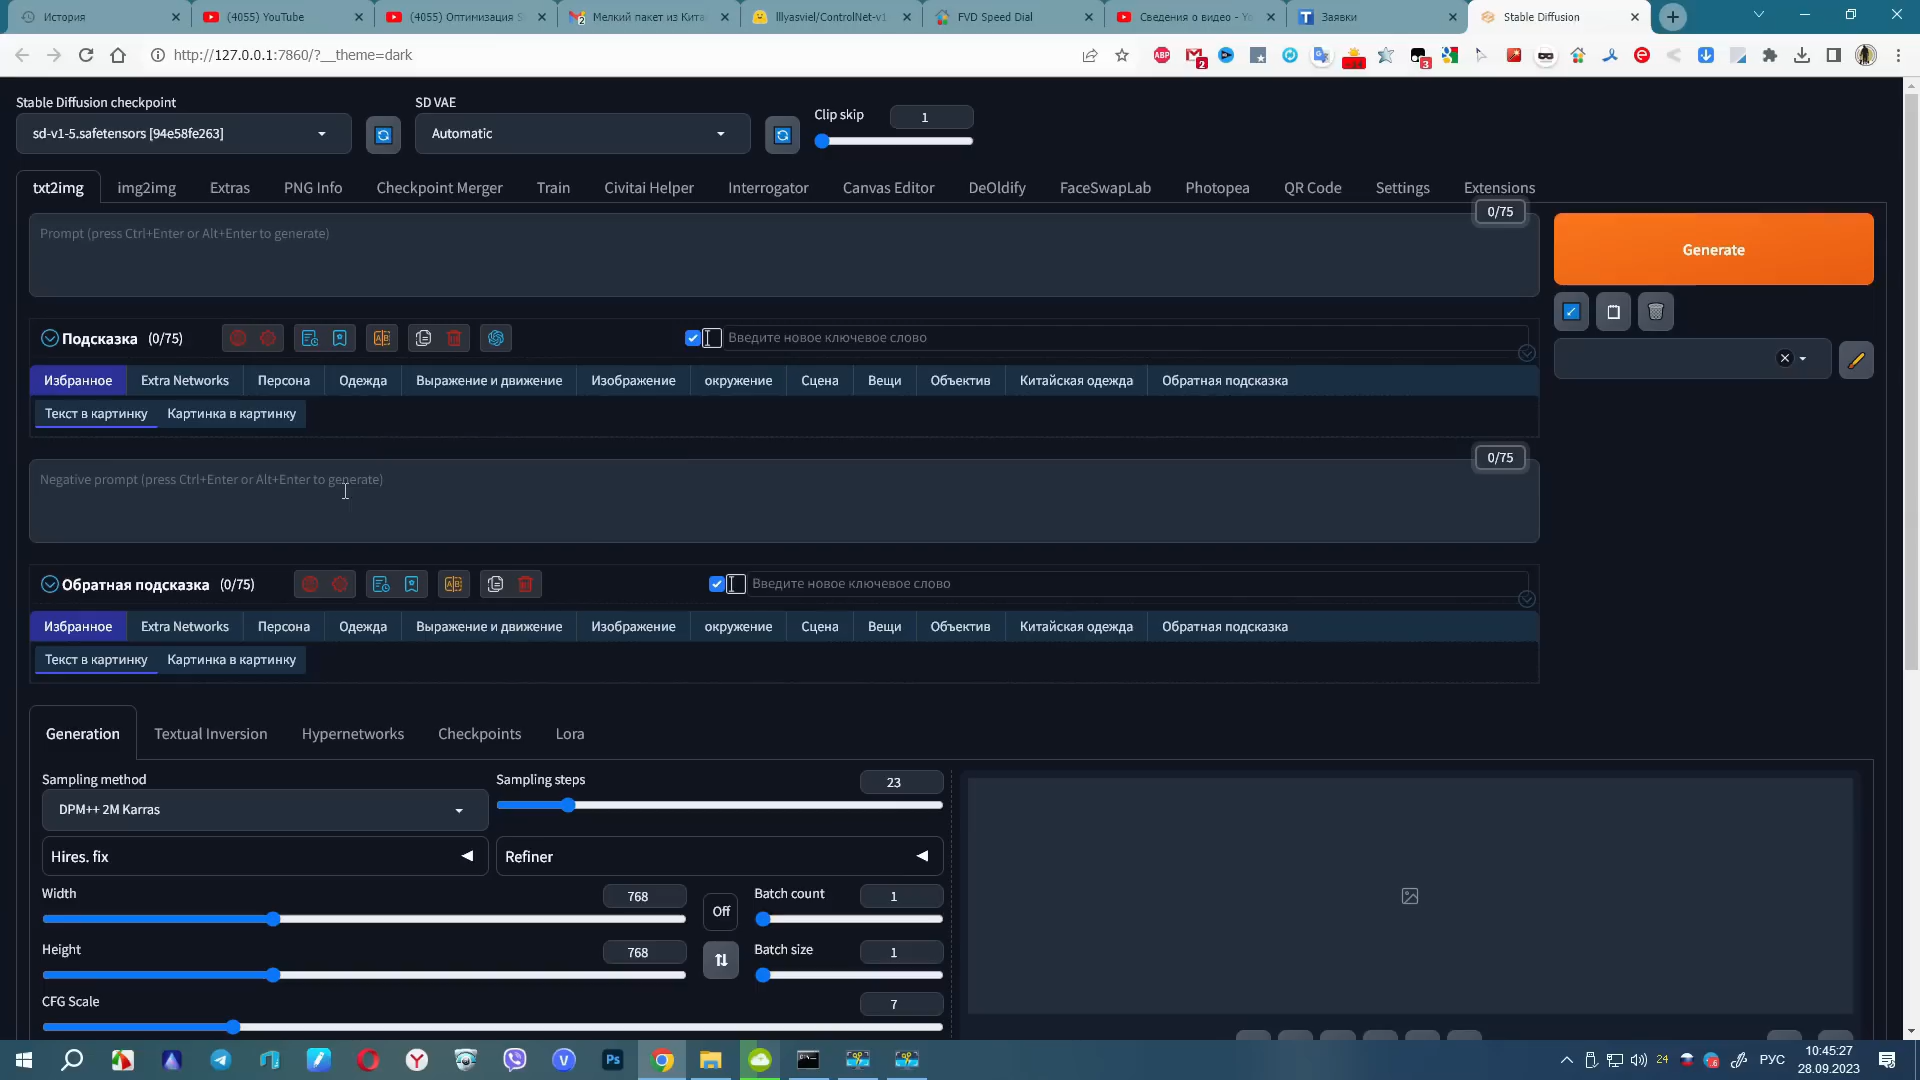 История
(4055) YouTube
(4055) Оптимизация S
Мелкий пакет из Кита
lllyasviel/ControlNet-v1
FVD Speed Dial
Сведения о видео - Yo
Заявки
Stable Diffusion
http://127.0.0.1:7860/?__theme=dark
Stable Diffusion checkpoint
SD VAE
Clip skip
1
sd-v1-5.safetensors [94e58fe263]
Automatic
txt2img
img2img
Extras
PNG Info
Checkpoint Merger
Train
Civitai Helper
Interrogator
Canvas Editor
DeOldify
FaceSwapLab
Photopea
QR Code
Settings
Extensions
0/75
Prompt (press Ctrl+Enter or Alt+Enter to generate)
Generate
Подсказка (0/75)
Введите новое ключевое слово
Избранное
Extra Networks
Персона
Одежда
Выражение и движение
Изображение
окружение
Сцена
Вещи
Объектив
Китайская одежда
Обратная подсказка
Текст в картинку
Картинка в картинку
0/75
Negative prompt (press Ctrl+Enter or Alt+Enter to generate)
Обратная подсказка (0/75)
Введите новое ключевое слово
Избранное
Extra Networks
Персона
Одежда
Выражение и движение
Изображение
окружение
Сцена
Вещи
Объектив
Китайская одежда
Обратная подсказка
Текст в картинку
Картинка в картинку
Generation
Textual Inversion
Hypernetworks
Checkpoints
Lora
Sampling method
Sampling steps
23
DPM++ 2M Karras
Hires. fix
Refiner
Width
768
Off
Batch count
1
Height
768
Batch size
1
CFG Scale
7
24
РУС
10:45:27
28.09.2023